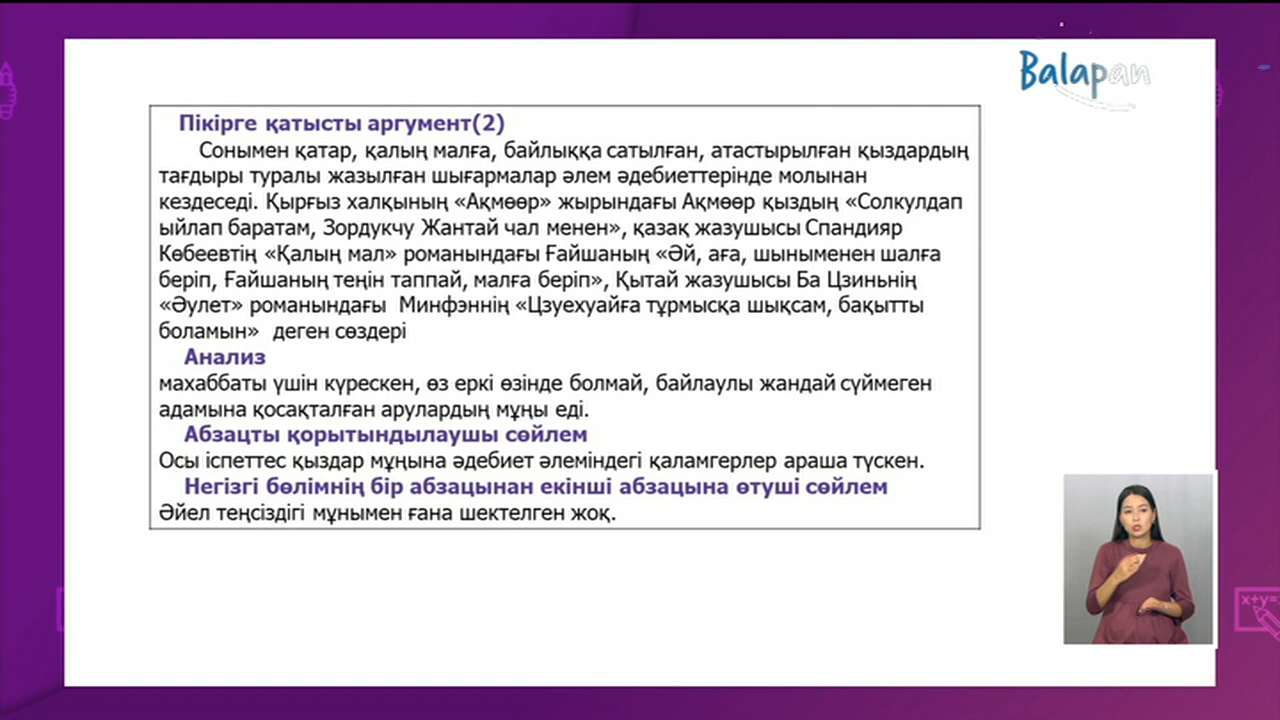 Balapan
Пікірге қатысты аргумент(2)
Сонымен қатар, қалың малға, байлыққа сатылған, атастырылған қыздардың
тағдыры туралы жазылған шығармалар әлем әдебиеттерінде молынан
кездеседі. Қырғыз халқының «Ақмөөр» жырындағы Ақмөөр қыздың «Солкулдап
ыйлап баратам, Зордукчу Жантай чал менен», қазақ жазушысы Спандияр
Көбеевтің «Қалың мал» романындағы Ғайшаның «Әй, аға, шыныменен шалға
беріп, Ғайшаның теңін таппай, малға беріп», Қытай жазушысы Ба Цзиньнің
«Әулет» романындағы Минфэннің «Цзуехуайға тұрмысқа шықсам, бақытты
боламын» деген сөздері
Анализ
махаббаты үшін күрескен, өз еркі өзінде болмай, байлаулы жандай сүймеген
адамына қосақталған арулардың мұңы еді.
Абзацты қорытындылаушы сөйлем
Осы іспеттес қыздар мұңына әдебиет әлеміндегі қаламгерлер араша түскен.
Негізгі бөлімнің бір абзацынан екінші абзацына өтуші сөйлем
Әйел теңсіздігі мұнымен ғана шектелген жоқ.
x+y=